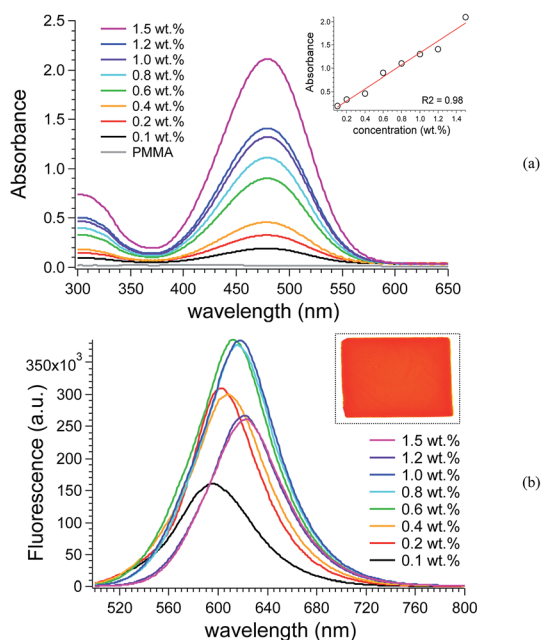 2.5
2.0
1.5
1.0
0.5
0.0
Absorbance
1.5 wt.%
1.2 wt.%
1.0 wt.%
0.8 wt.%
0.6 wt.%
0.4 wt.%
0.2 wt.%
0.1 wt.%
PMMA
2.0
1.5
1.0
0.5
Absorbance
R2 = 0.98
0.2 0.4 0.6 0.8 1.0 1.2 1.4
concentration (wt.%)
300 350 400 450 500 550 600 650
wavelength (nm)
(a)
350x10³
300
250
200
150
100
50
0
Fluorescence (a.u.)
1.5 wt.%
1.2 wt.%
1.0 wt.%
0.8 wt.%
0.6 wt.%
0.4 wt.%
0.2 wt.%
0.1 wt.%
520 560 600 640 680 720 760 800
wavelength (nm)
(b)